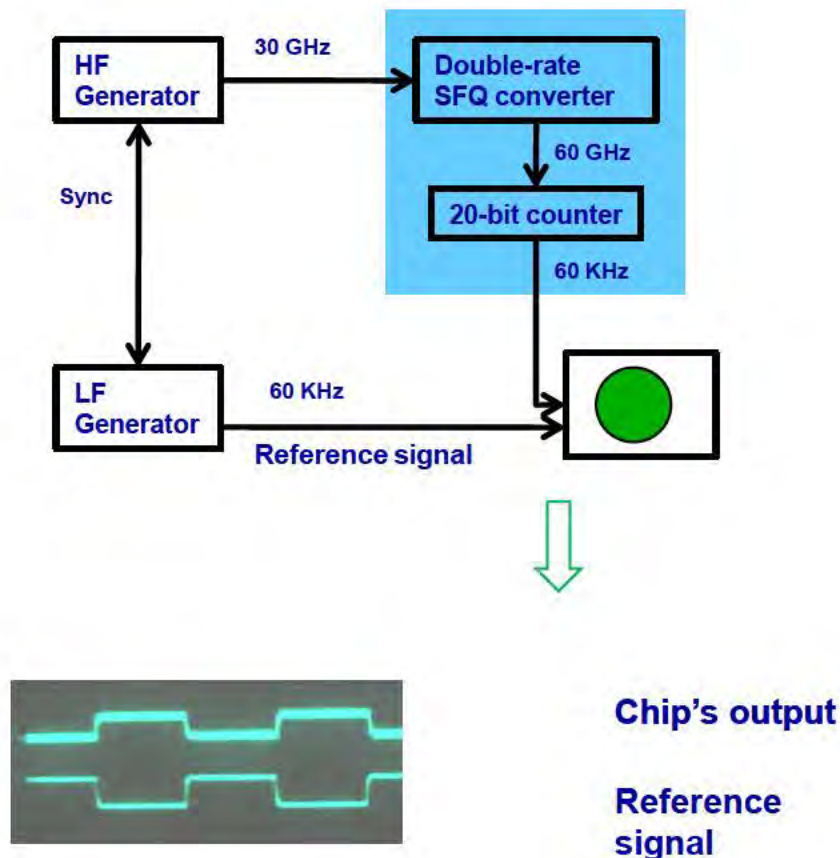 30 GHz
HF
Generator
Double-rate
SFQ converter
60 GHz
Sync
20-bit counter
60 KHz
LF
Generator
60 KHz
Reference signal
Chip's output
Reference
signal